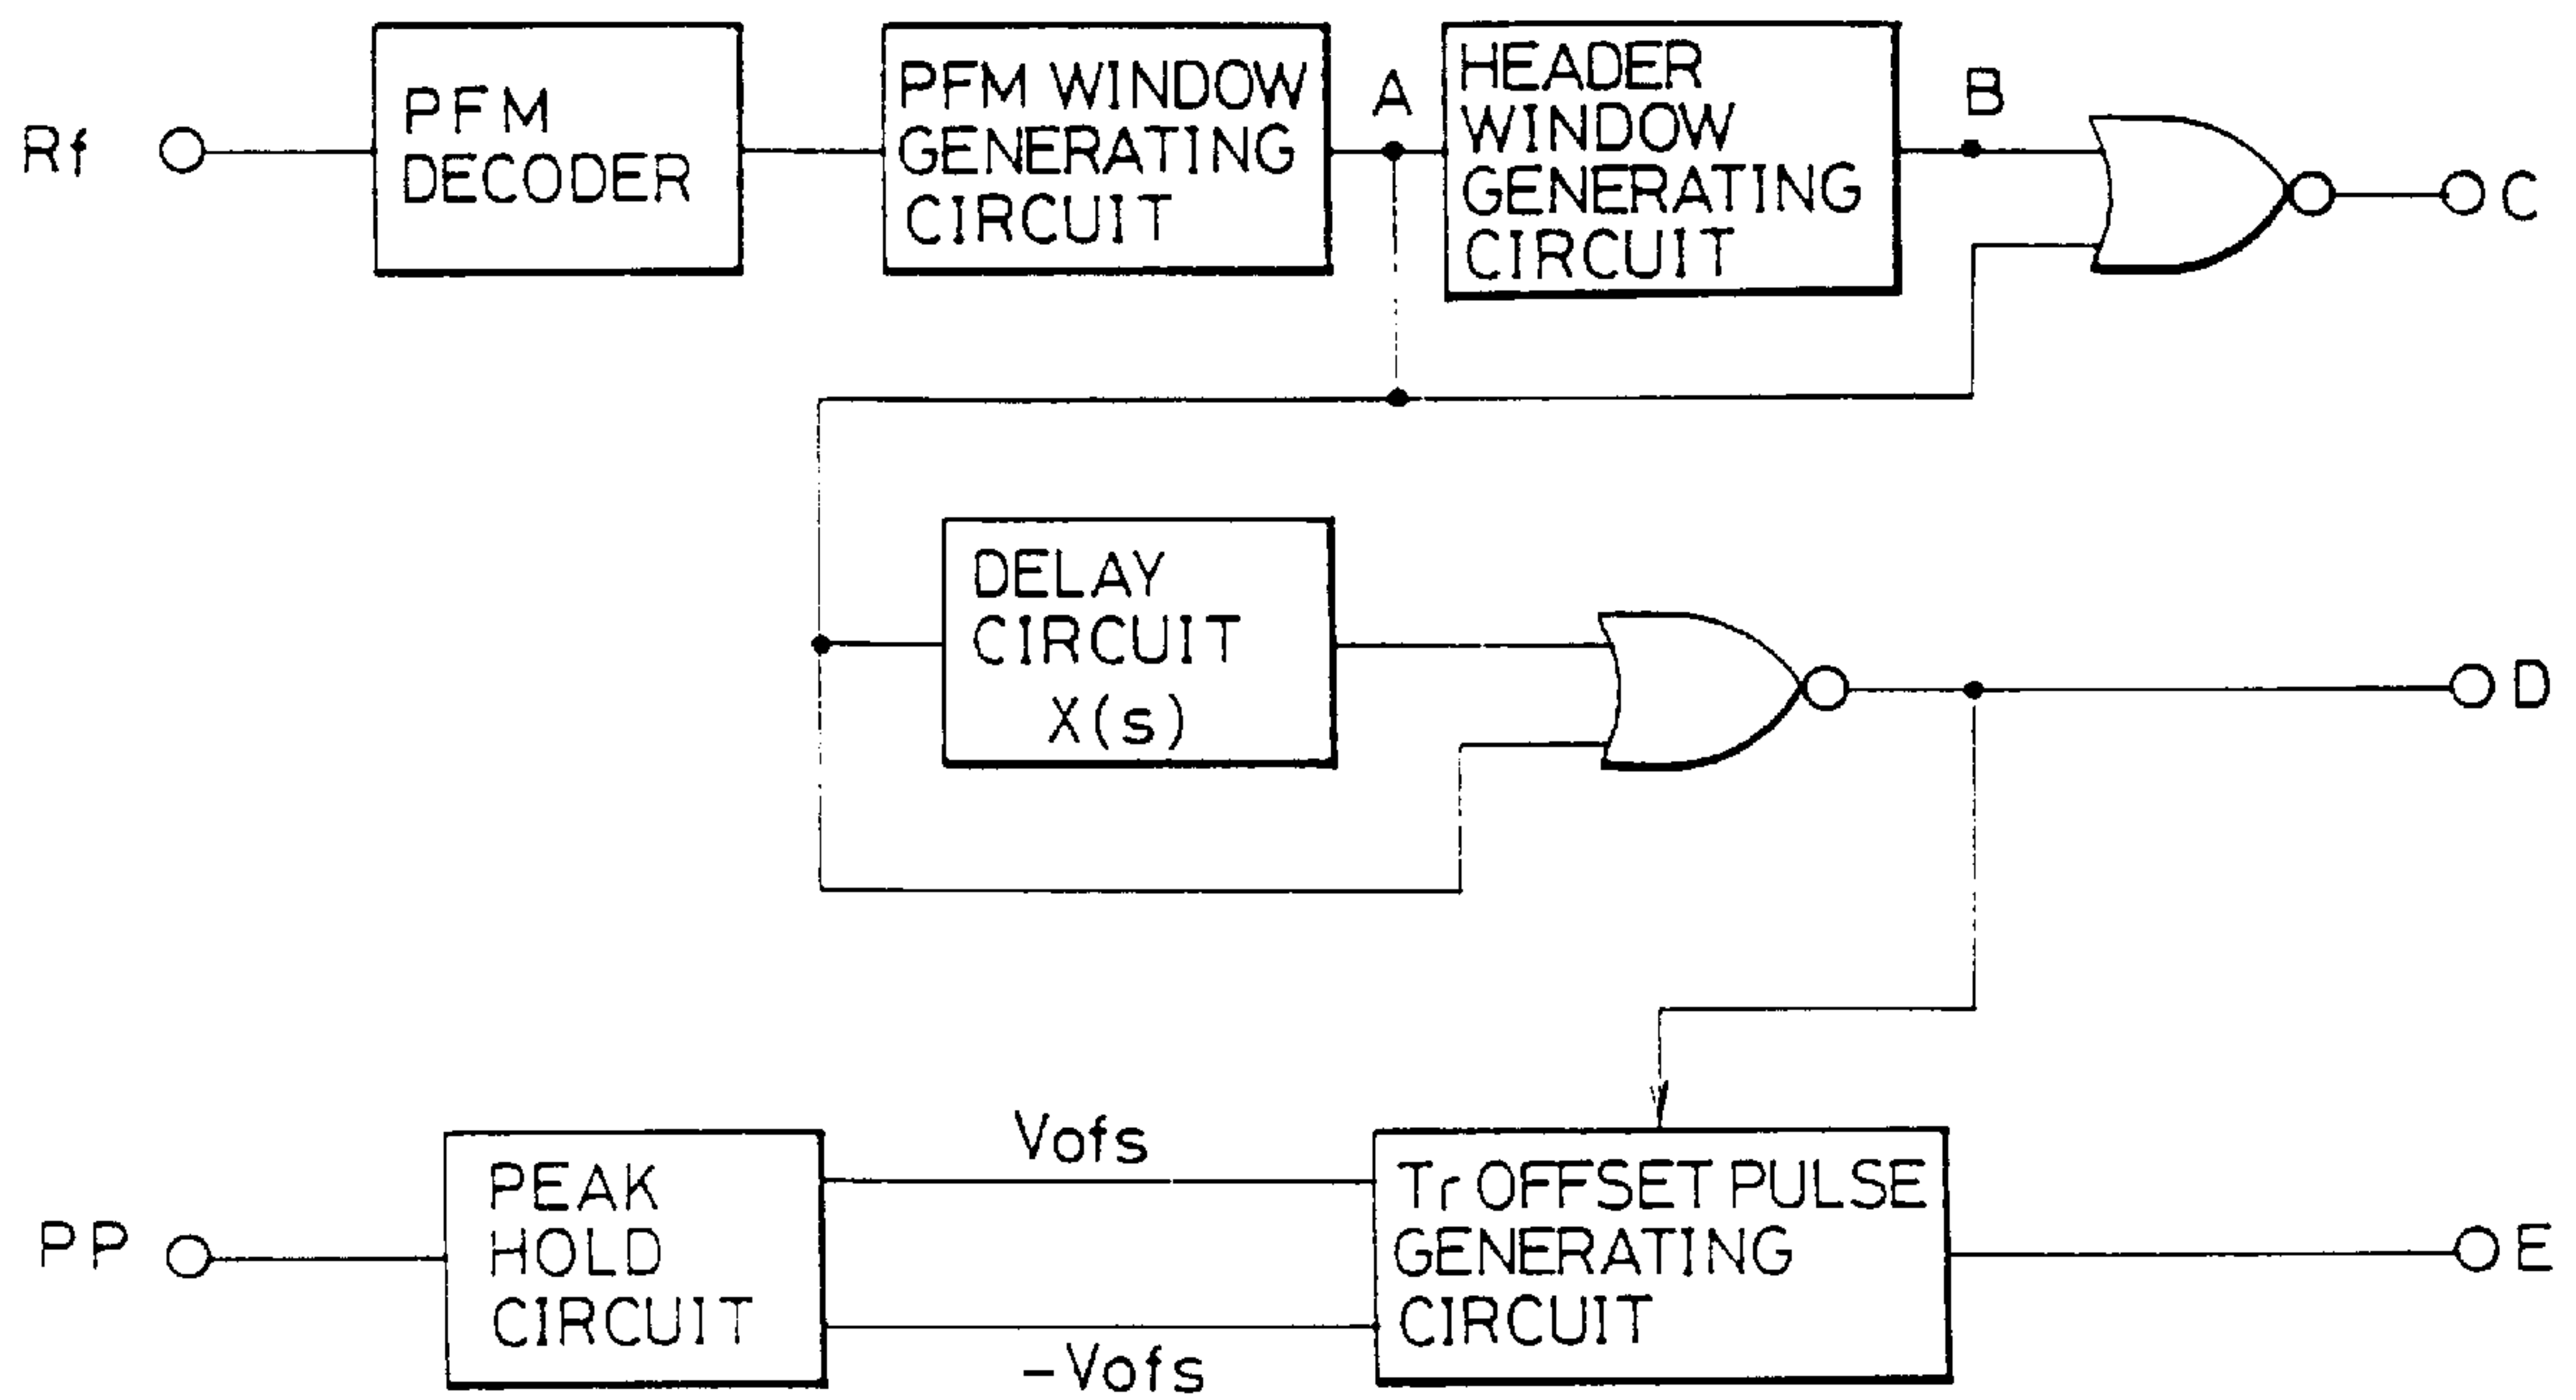 Rf
PFM
DECODER
PFM WINDOW
GENERATING
CIRCUIT
A
HEADER
WINDOW
GENERATING
CIRCUIT
B
C
DELAY
CIRCUIT
X(s)
D
PP
PEAK
HOLD
CIRCUIT
Vofs
-Vofs
Tr OFFSET PULSE
GENERATING
CIRCUIT
E